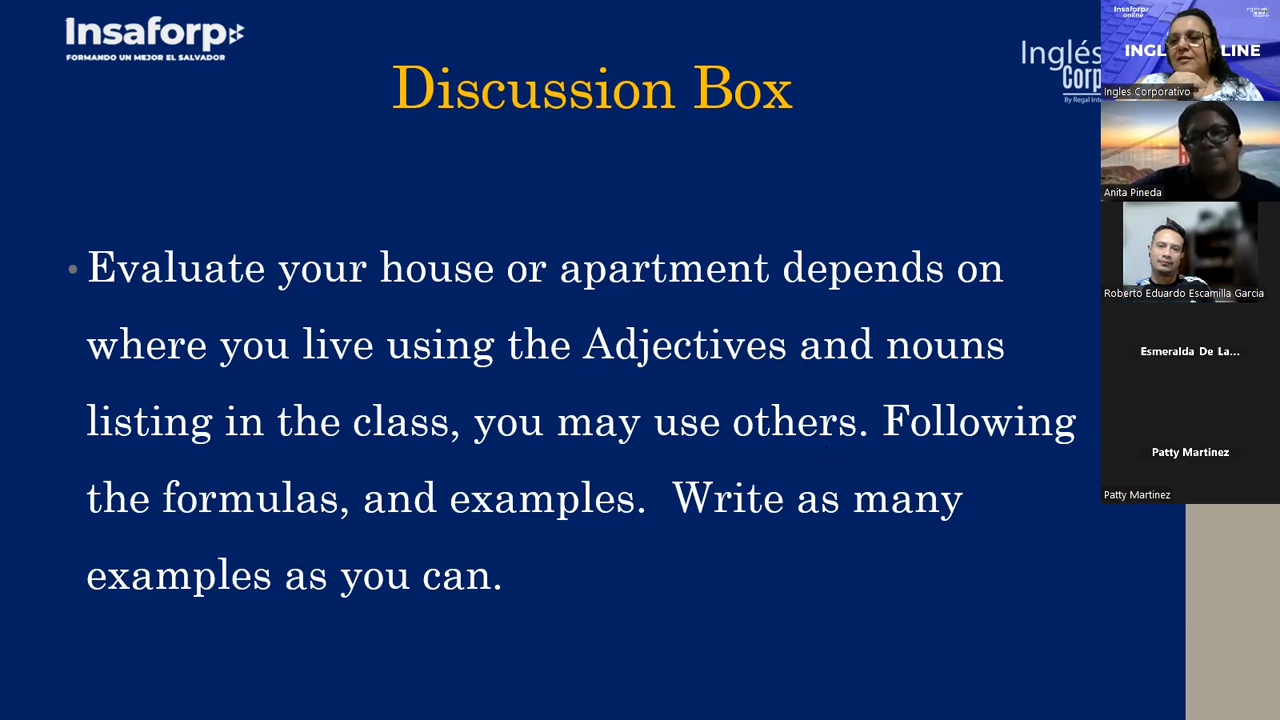 Insaforp
FORMANDO UN MEJOR EL SALVADOR
Discussion Box
Inglés
Corp
• Evaluate your house or apartment depends on
where you live using the Adjectives and nouns
listing in the class, you may use others. Following
the formulas, and examples. Write as many
examples as you can.
Insaforp
online
INGL LINE
Ingles Corporativo
Anita Pineda
Roberto Eduardo Escamilla Garcia
Esmeralda De La...
Patty Martinez
Patty Martinez